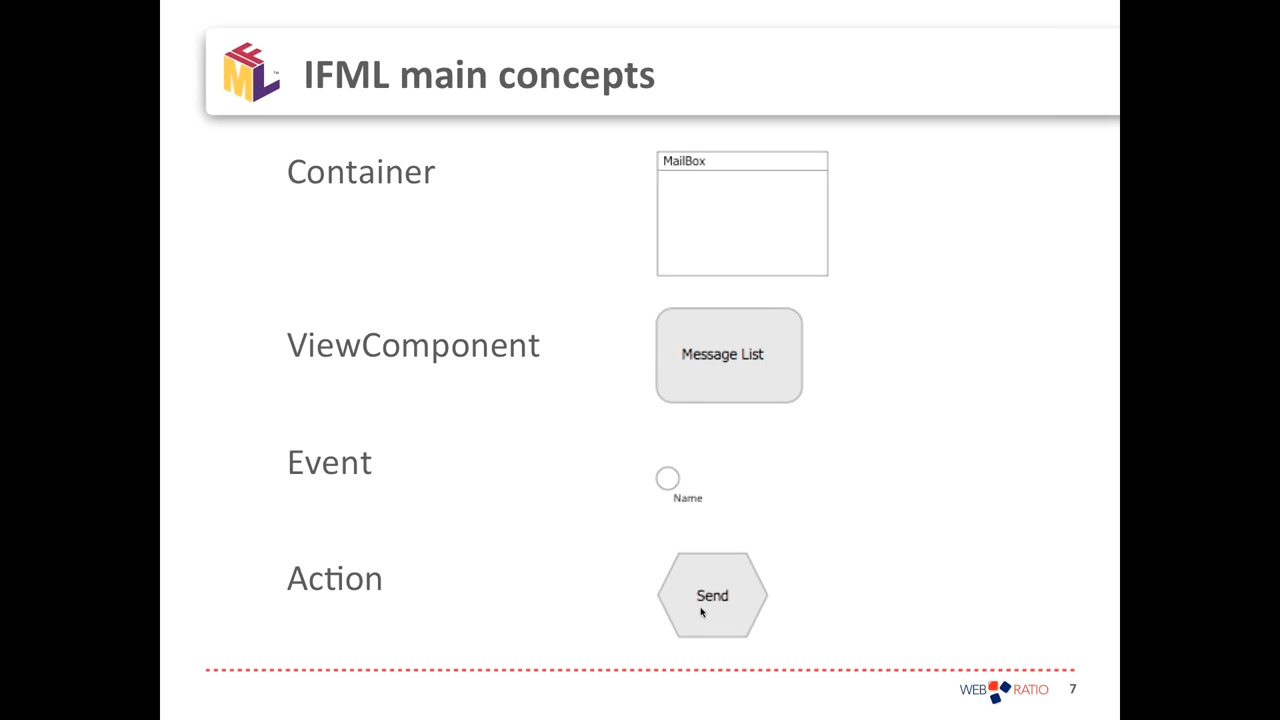 IFML main concepts
Container
MailBox
ViewComponent
Message List
Event
Name
Action
Send
WEB RATIO
7